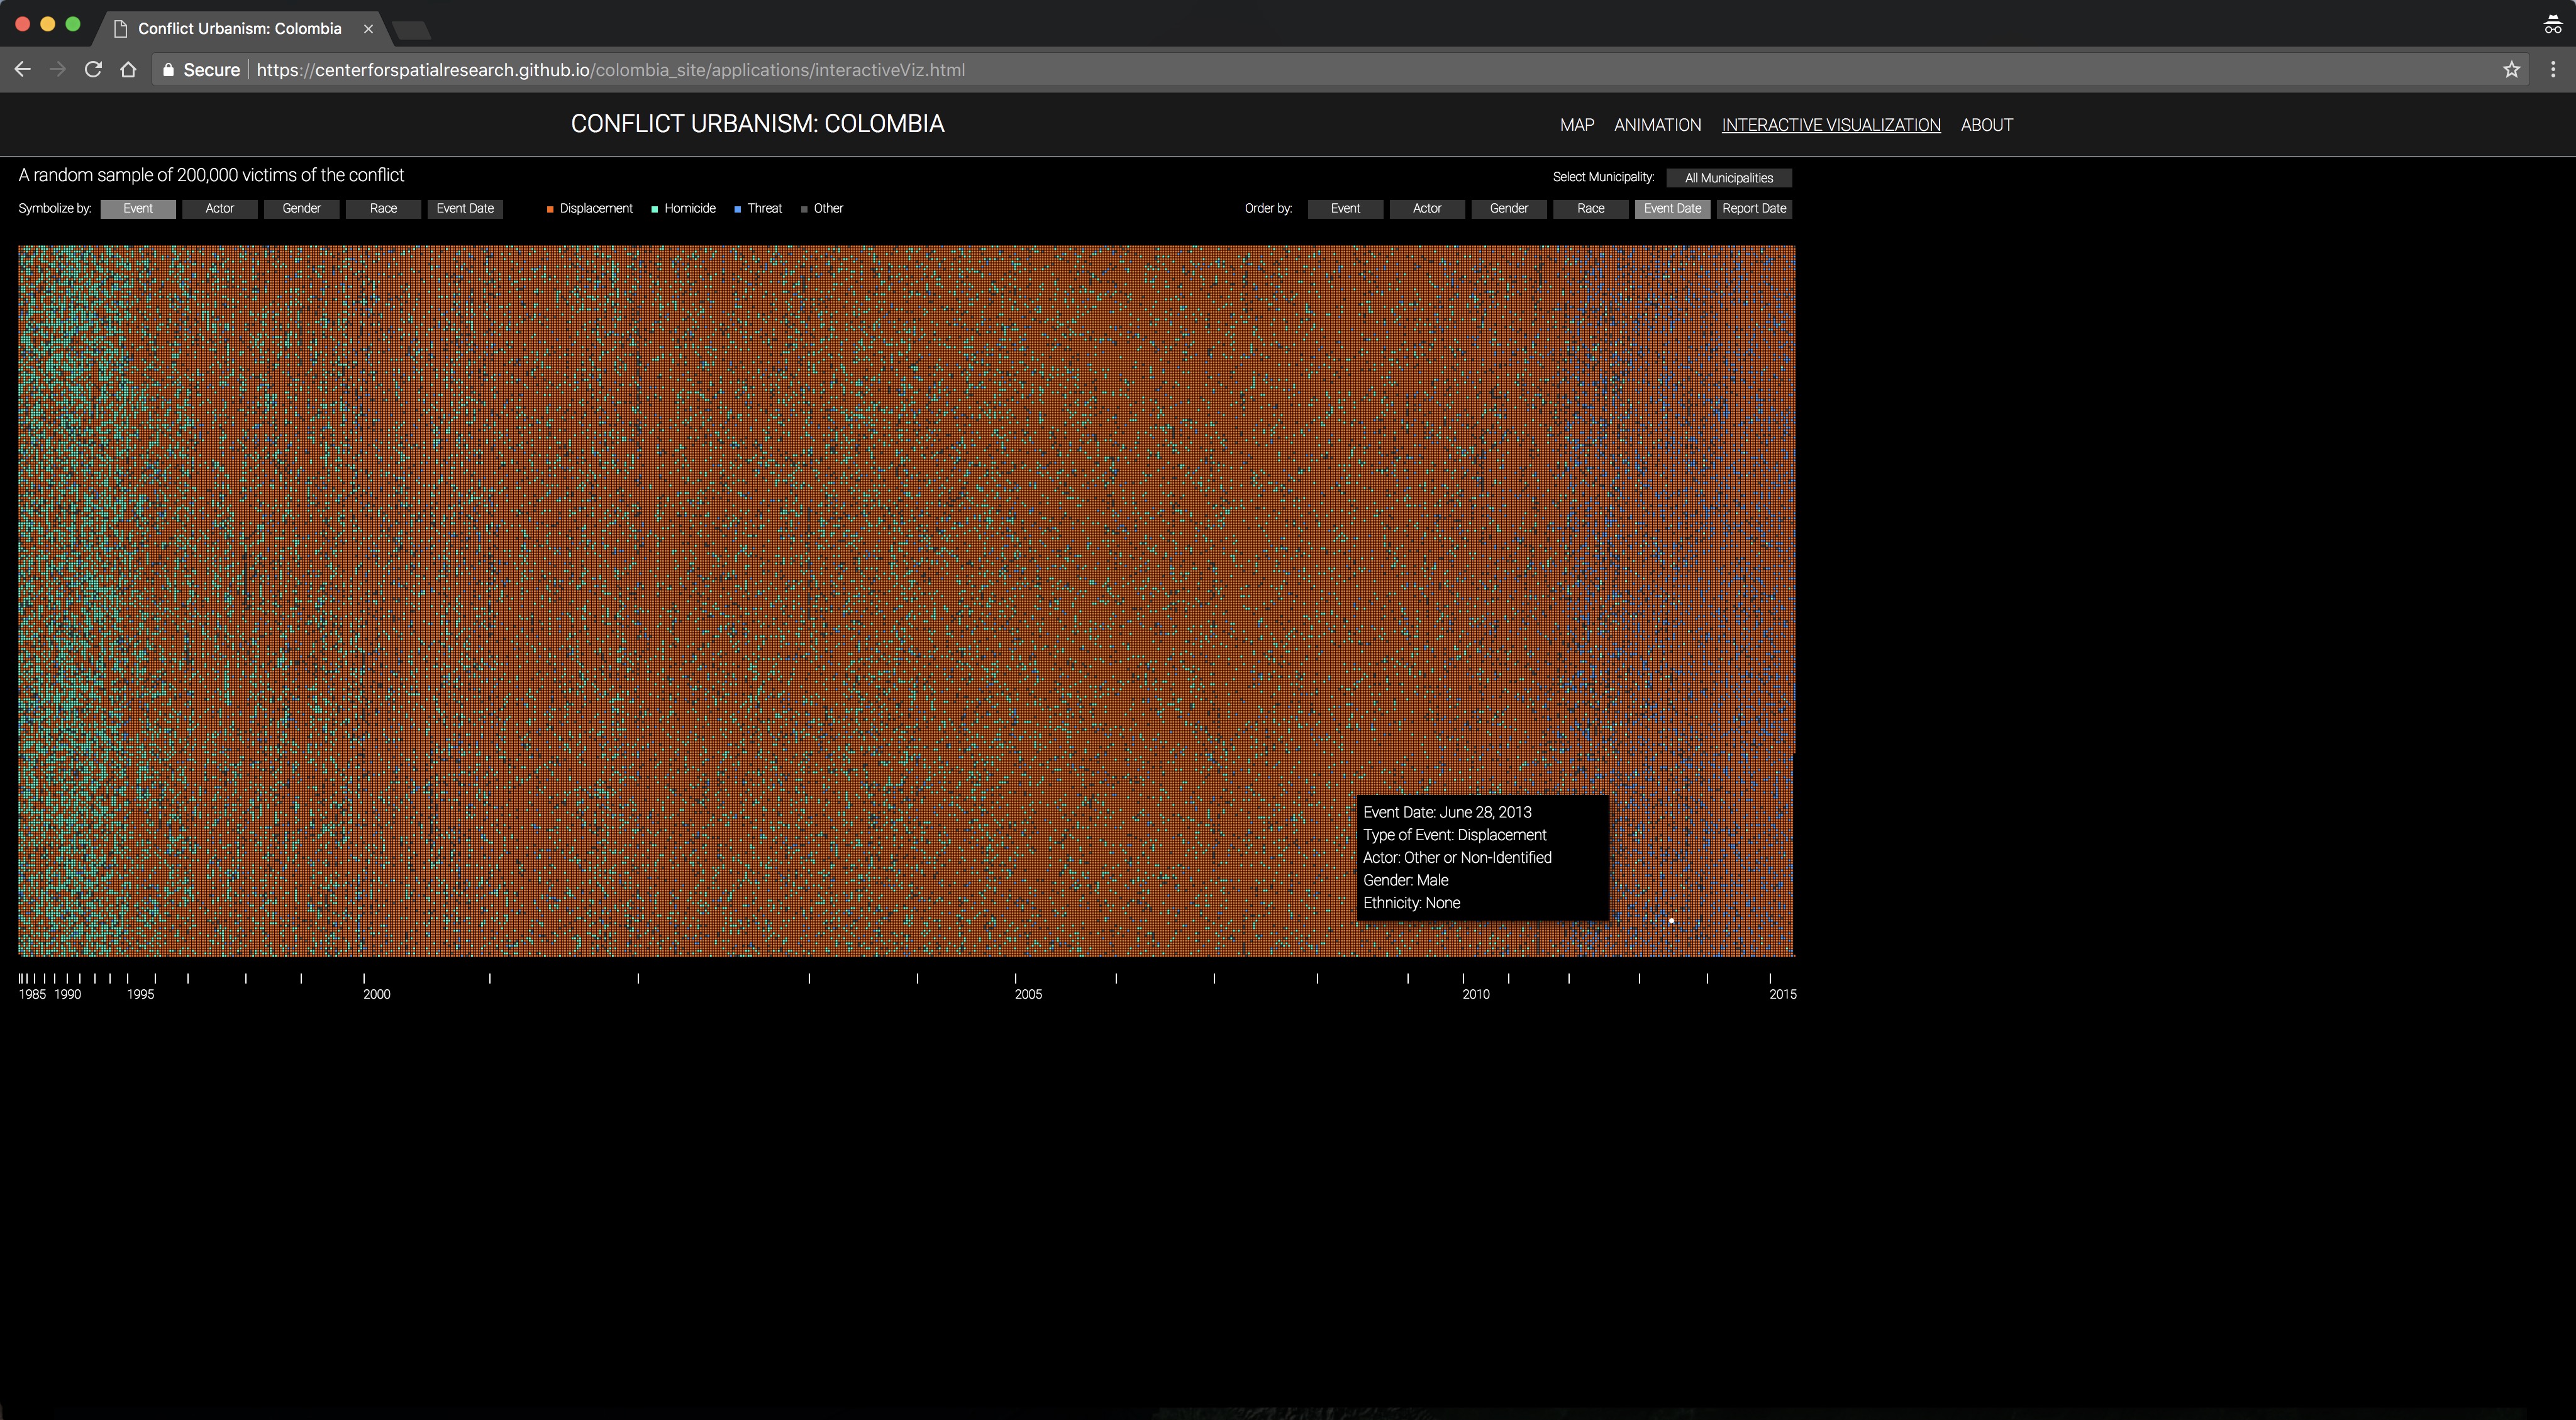 Conflict Urbanism: Colombia
Secure https://centerforspatialresearch.github.io/colombia_site/applications/interactiveViz.html
CONFLICT URBANISM: COLOMBIA
MAP ANIMATION INTERACTIVE VISUALIZATION ABOUT
A random sample of 200,000 victims of the conflict
Select Municipality: All Municipalities
Symbolize by: Event Actor Gender Race Event Date Displacement Homicide Threat Other Order by: Event Actor Gender Race Event Date Report Date
Event Date: June 28, 2013
Type of Event: Displacement
Actor: Other or Non-Identified
Gender: Male
Ethnicity: None
1985 1990 1995 2000 2005 2010 2015